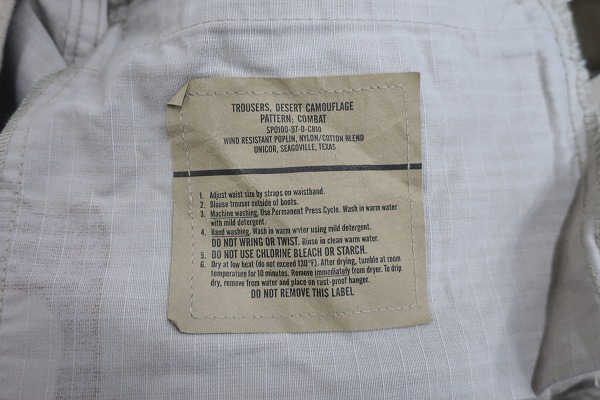 TROUSERS, DESERT CAMOUFLAGE
PATTERN; COMBAT
SPO100-97-D-CB10
WIND RESISTANT POPLIN, NYLON/COTTON BLEND
UNICOR, SEAGOVILLE, TEXAS
1. Adjust waist size by straps on waistband.
2. Blouse trouser outside of boots.
3. Machine washing. Use Permanent Press Cycle. Wash in warm water
with mild detergent.
4. Hand washing. Wash in warm water using mild detergent.
DO NOT WRING OR TWIST. Rinse in clean warm water.
5. DO NOT USE CHLORINE BLEACH OR STARCH.
6. Dry at low heat (do not exceed 130°F). After drying, tumble at room
temperature for 10 minutes. Remove immediately from dryer. To drip
dry, remove from water and place on rust-proof hanger.
DO NOT REMOVE THIS LABEL